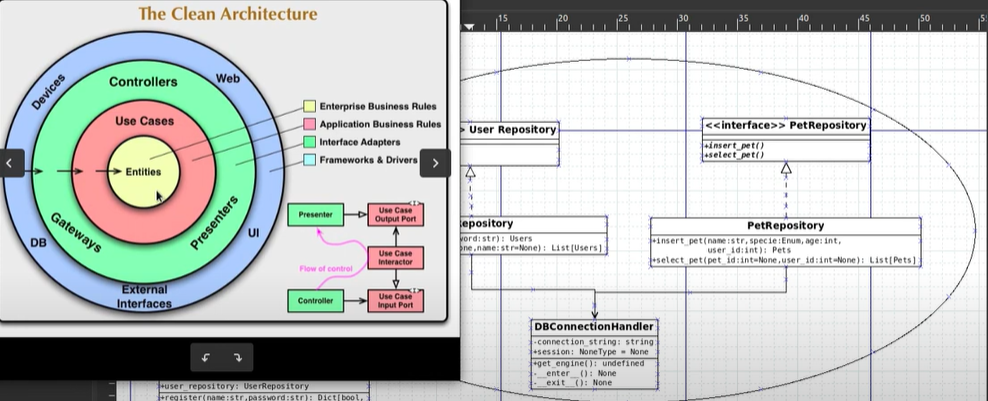 The Clean Architecture
Devices
Web
Controllers
Use Cases
Entities
Gateways
Presenters
DB
UI
External
Interfaces
Enterprise Business Rules
Application Business Rules
Interface Adapters
Frameworks & Drivers
Presenter
Use Case
Output Port
Flow of control
Use Case
Interactor
Controller
Use Case
Input Port
15
20
25
30
35
40
45
50
> User Repository
<<interface>> PetRepository
+insert_pet()
+select_pet()
epository
word:str): Users
one,name:str=None): List[Users]
PetRepository
+insert_pet(name:str,specie:Enum,age:int,
user_id:int): Pets
+select_pet(pet_id:int=None,user_id:int=None): List[Pets]
DBConnectionHandler
-connection_string: string
+session: NoneType = None
+get_engine(): undefined
-__enter__(): None
-__exit__(): None
+user_repository: UserRepository
+register(name:str,password:str): Dict[bool,